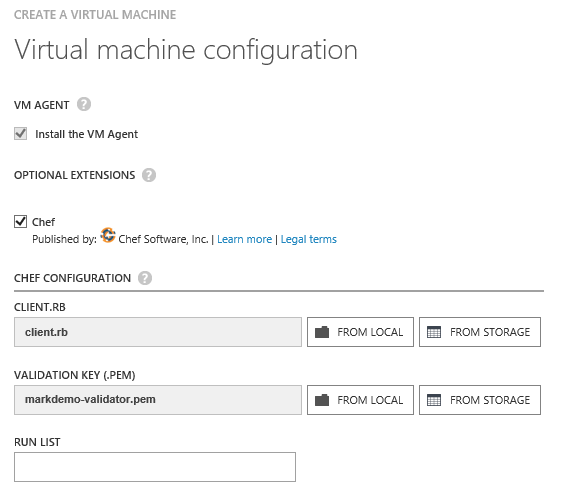 CREATE A VIRTUAL MACHINE
Virtual machine configuration
VM AGENT ?
Install the VM Agent
OPTIONAL EXTENSIONS ?
Chef
Published by: Chef Software, Inc. | Learn more | Legal terms
CHEF CONFIGURATION ?
CLIENT.RB
client.rb FROM LOCAL FROM STORAGE
VALIDATION KEY (.PEM)
markdemo-validator.pem FROM LOCAL FROM STORAGE
RUN LIST